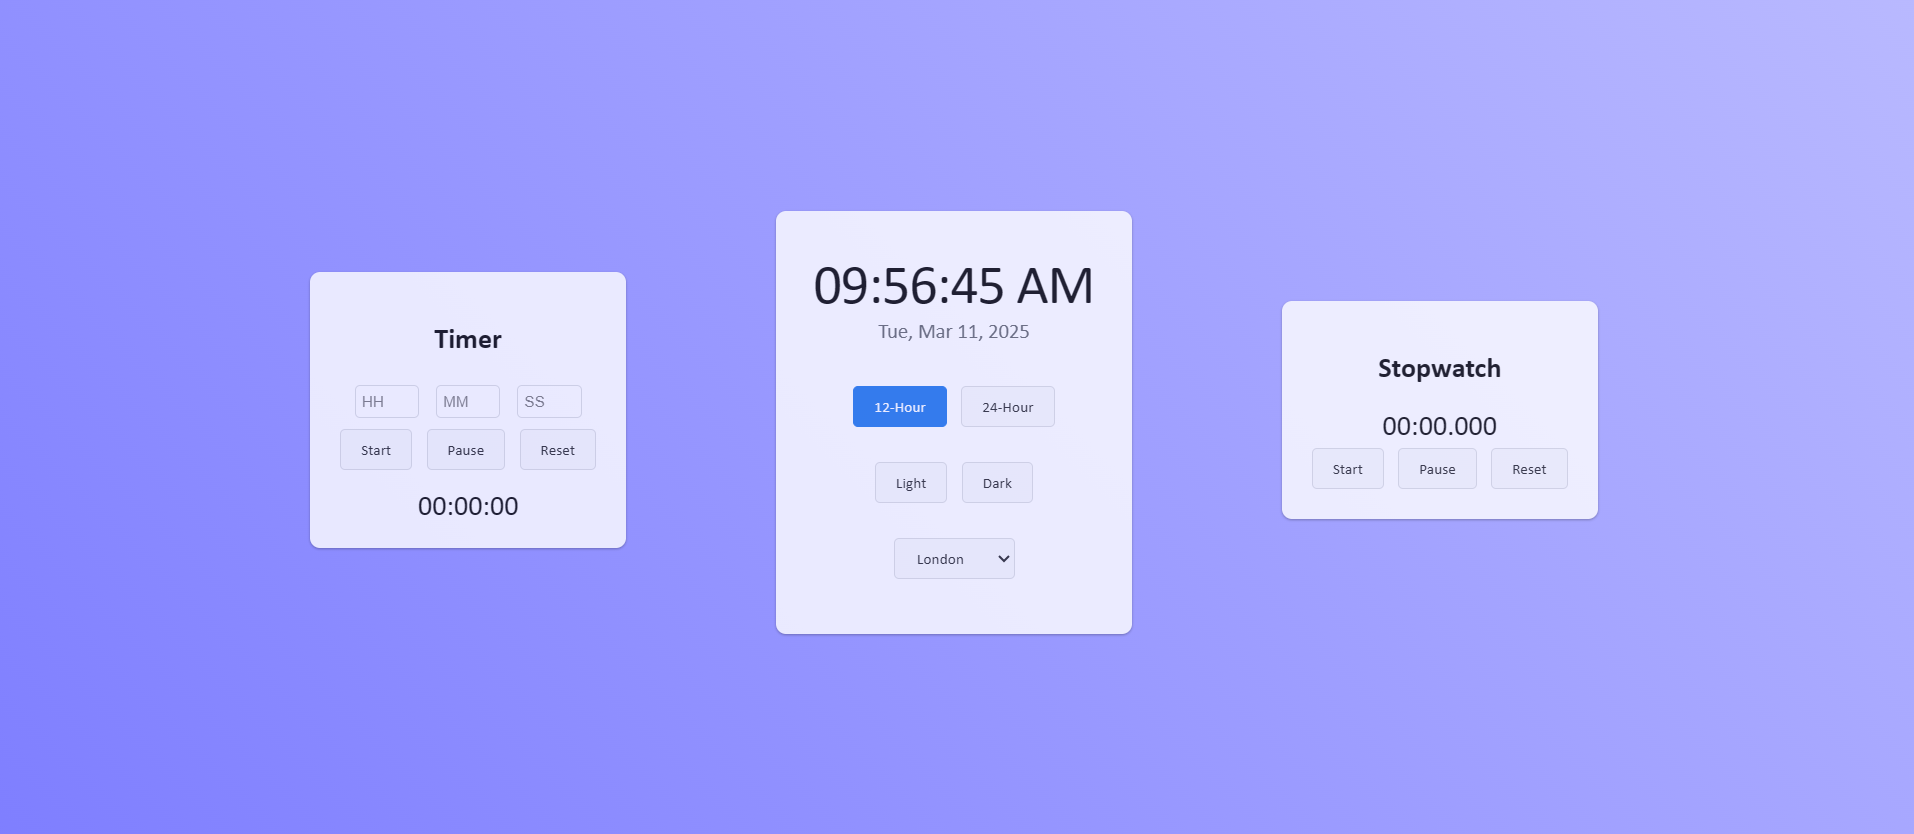 Timer
HH MM SS
Start Pause Reset
00:00:00
09:56:45 AM
Tue, Mar 11, 2025
12-Hour 24-Hour
Light Dark
London
Stopwatch
00:00.000
Start Pause Reset